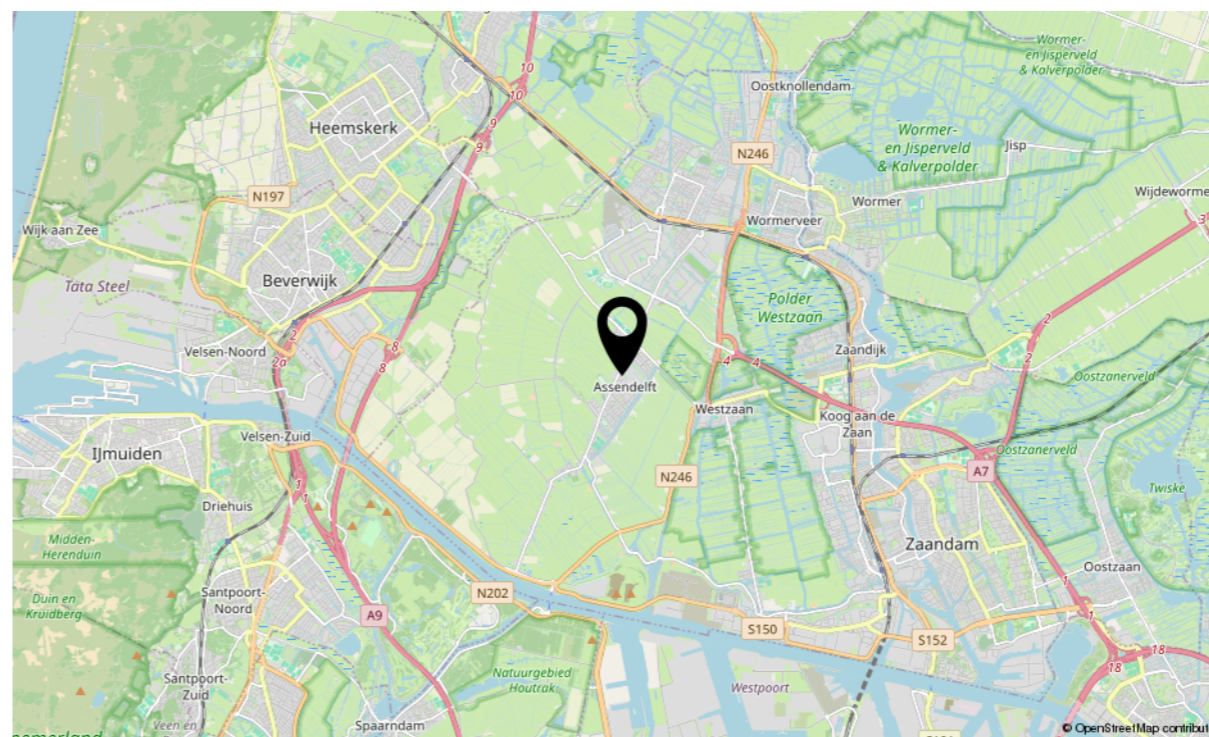 Wormer-
en Jisperveld
& Kalverpolder
10
10
Oostknollendam
9
9
Heemskerk
Wormer-
en Jisperveld
& Kalverpolder
Jisp
N246
N197
Wijdeworme
Wormer
3
Wormerveer
Wijk aan Zee
Beverwijk
Tata Steel
Polder
Westzaan
2
2
2
2a
8
8
Velsen-Noord
Zaandijk
4
4
Assendelft
Oostzanerveld
Westzaan
Koog aan de
Zaan
Velsen-Zuid
IJmuiden
Oostzanerveld
A7
N246
1
1
Twiske
Driehuis
Midden-
Herenduin
Zaandam
Oostzaan
1
Duin en
Kruidberg
Santpoort-
Noord
N202
A9
1
S150
S152
18
18
Santpoort-
Zuid
Natuurgebied
Houtrak
Westpoort
Spaarndam
Veen en
© OpenStreetMap contribut